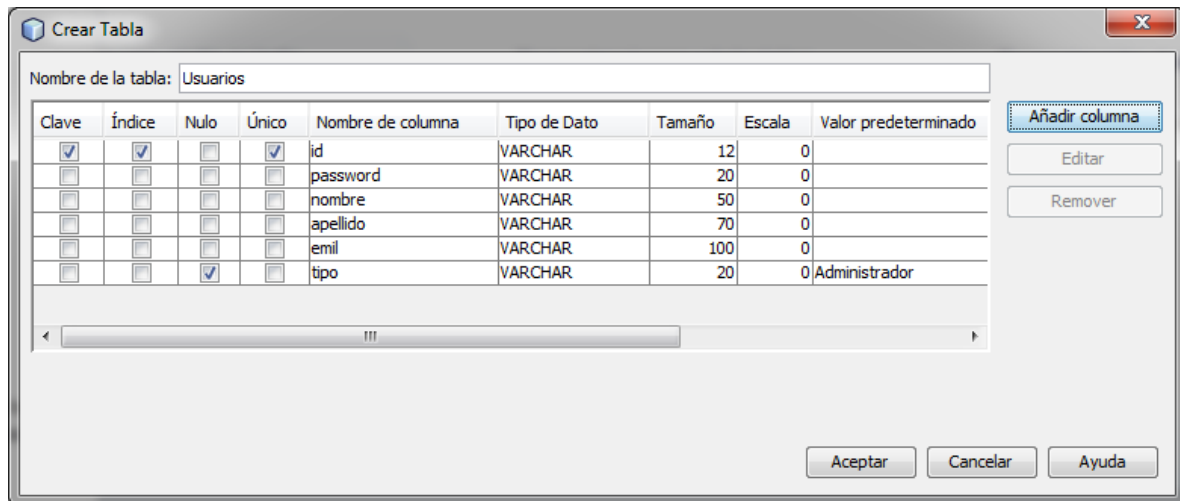 Crear Tabla
Nombre de la tabla: Usuarios
Clave Índice Nulo Único Nombre de columna Tipo de Dato Tamaño Escala Valor predeterminado
id VARCHAR 12 0
password VARCHAR 20 0
nombre VARCHAR 50 0
apellido VARCHAR 70 0
emil VARCHAR 100 0
tipo VARCHAR 20 0 Administrador
Añadir columna
Editar
Remover
Aceptar Cancelar Ayuda